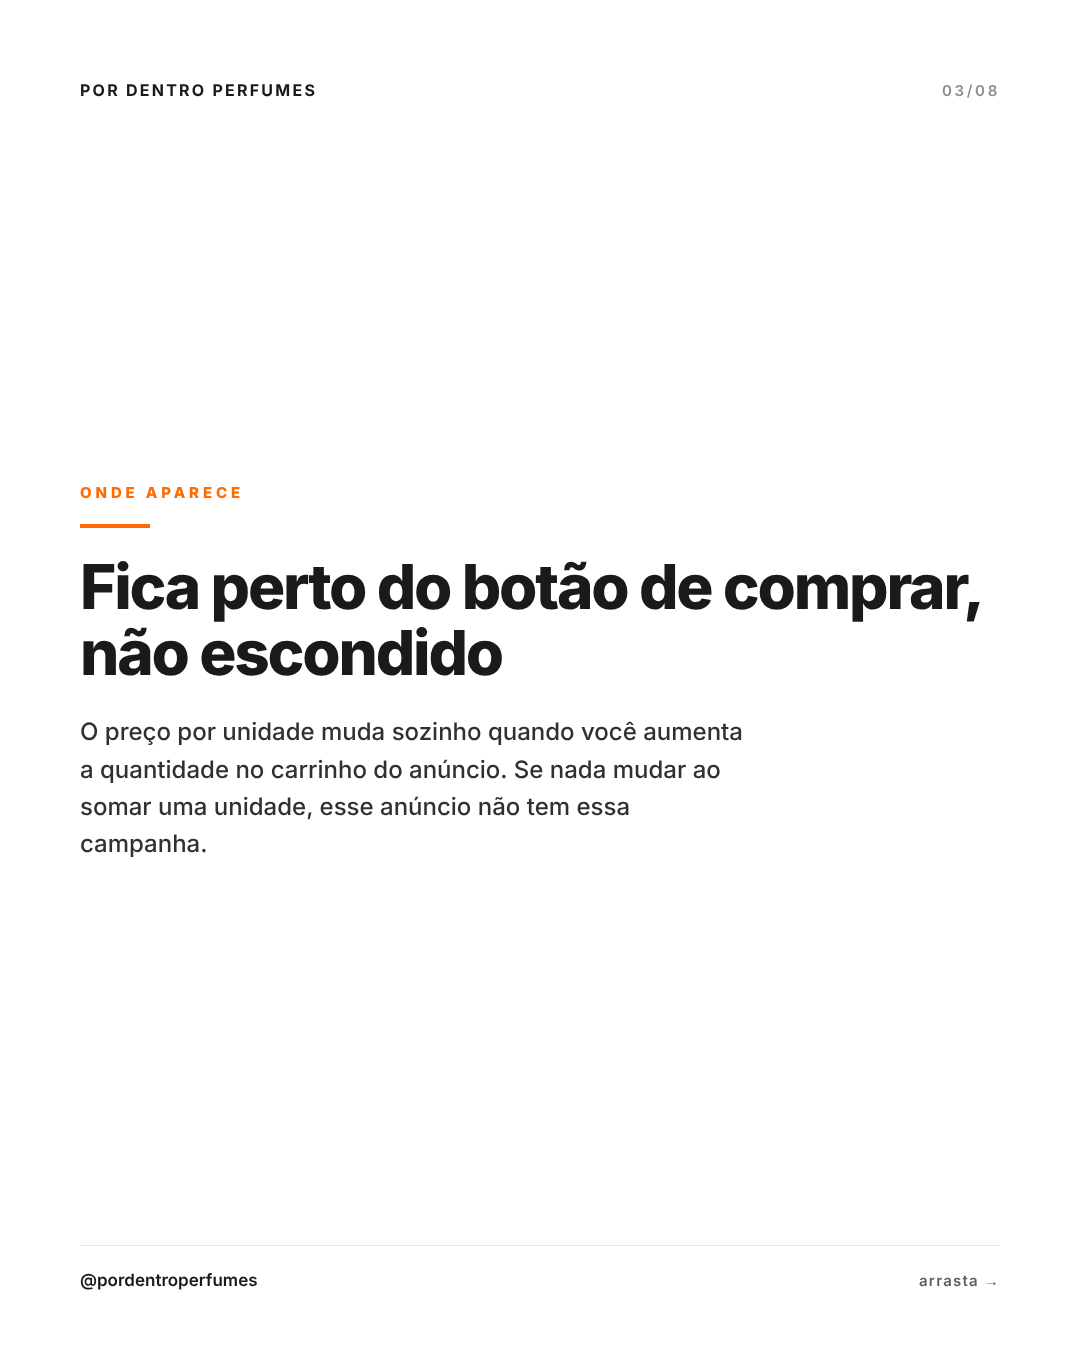 POR DENTRO PERFUMES
03/08
ONDE APARECE
Fica perto do botão de comprar,
não escondido
O preço por unidade muda sozinho quando você aumenta
a quantidade no carrinho do anúncio. Se nada mudar ao
somar uma unidade, esse anúncio não tem essa
campanha.
@pordentroperfumes
arrasta →